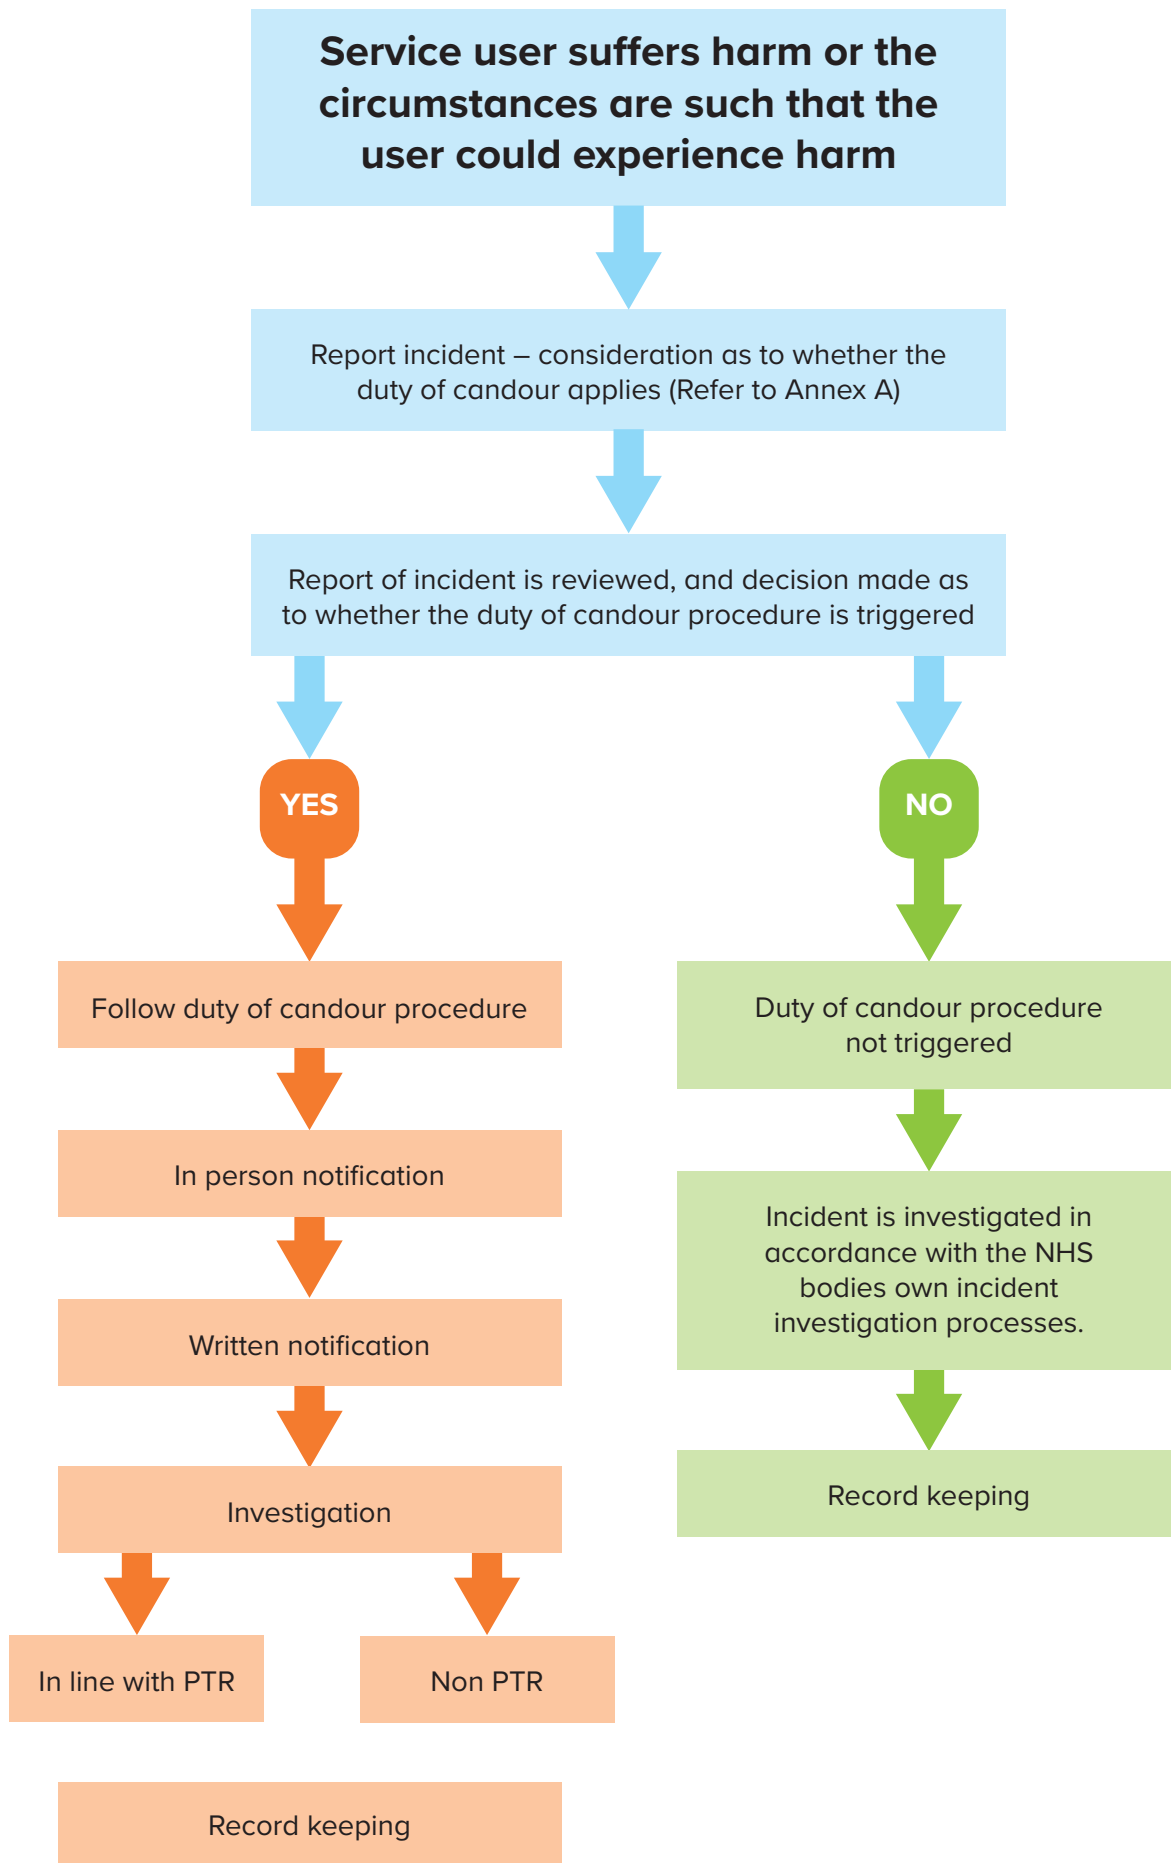 Service user suffers harm or the
circumstances are such that the
user could experience harm
Report incident – consideration as to whether the
duty of candour applies (Refer to Annex A)
Report of incident is reviewed, and decision made as
to whether the duty of candour procedure is triggered
YES
NO
Follow duty of candour procedure
In person notification
Written notification
Investigation
In line with PTR
Non PTR
Record keeping
Duty of candour procedure
not triggered
Incident is investigated in
accordance with the NHS
bodies own incident
investigation processes.
Record keeping